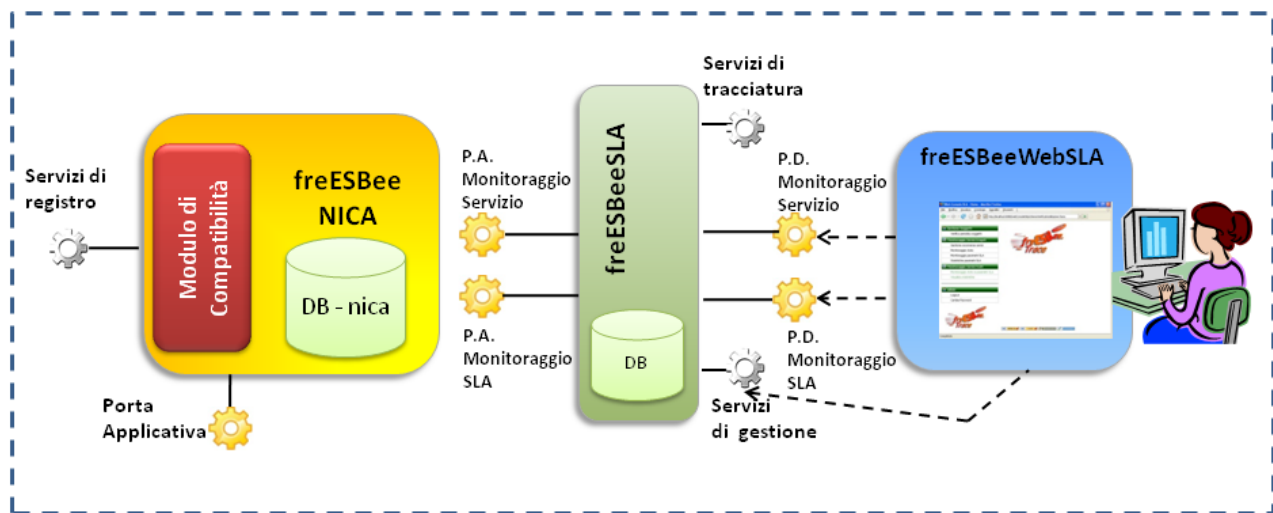 Servizi di
registro
Modulo di
Compatibilità
freESBee
NICA
DB - nica
Porta
Applicativa
P.A.
Monitoraggio
Servizio
P.A.
Monitoraggio
SLA
freESBeeSLA
DB
Servizi di
tracciatura
P.D.
Monitoraggio
Servizio
P.D.
Monitoraggio
SLA
Servizi
di gestione
freESBeeWebSLA